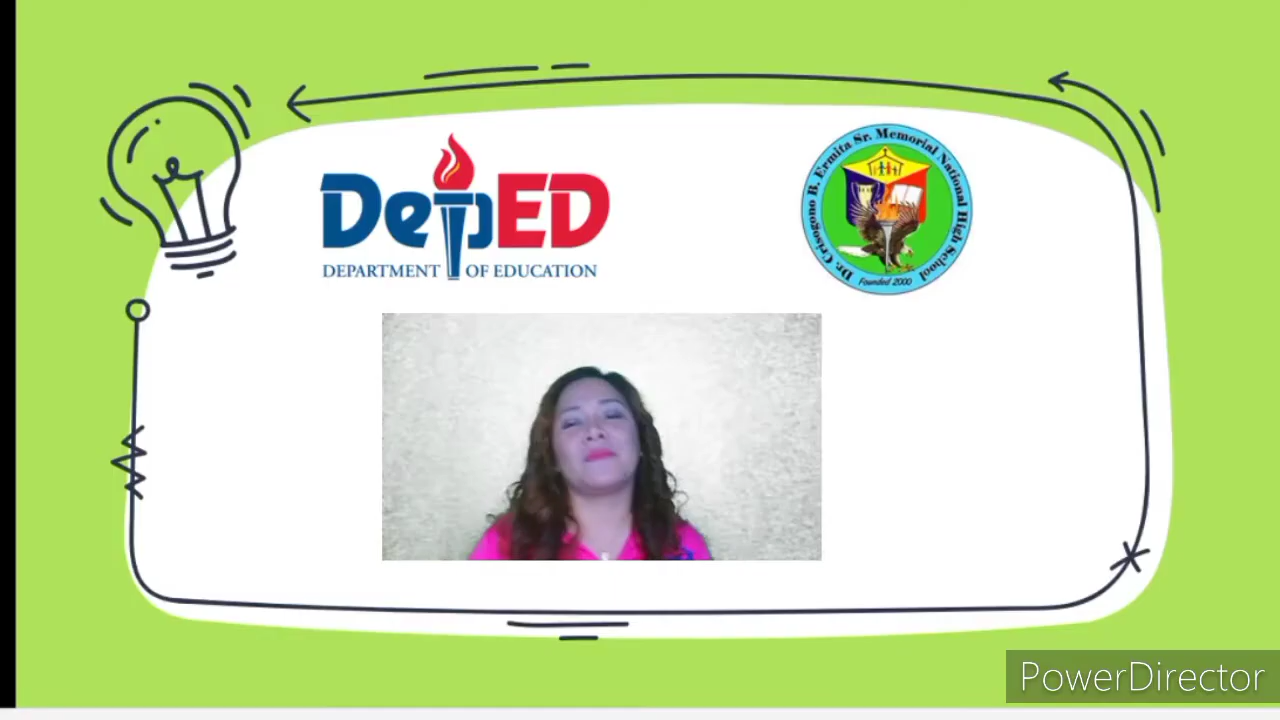 DepED
DEPARTMENT OF EDUCATION
Dr. Crisogono B. Ermita Sr. Memorial National High School
Founded 2000
PowerDirector